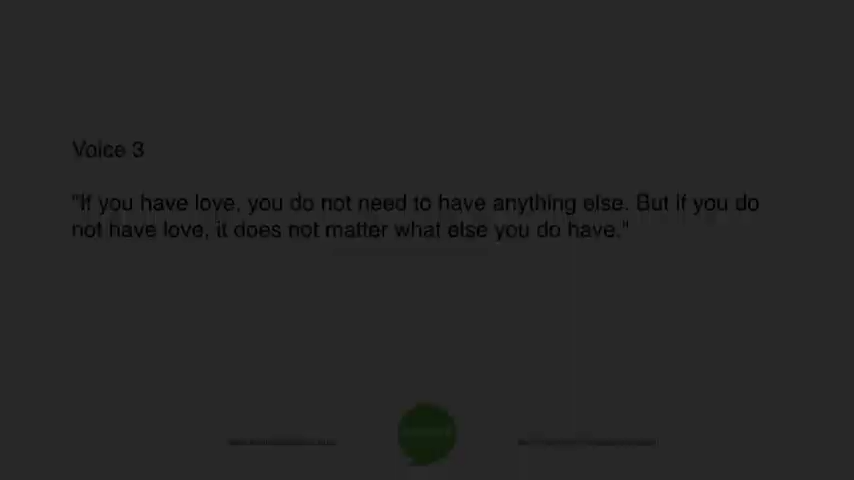 Voice 3
"If you have love, you do not need to have anything else. But if you do
not have love, it does not matter what else you do have."